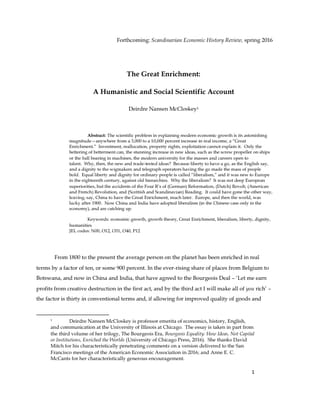 Forthcoming: Scandinavian Economic History Review, spring 2016
The Great Enrichment:
A Humanistic and Social Scientific Account
Deirdre Nansen McCloskey¹
Abstract: The scientific problem in explaining modern economic growth is its astonishing
magnitude -- anywhere from a 3,000 to a 10,000 percent increase in real income, a "Great
Enrichment." Investment, reallocation, property rights, exploitation cannot explain it. Only the
bettering of betterment can, the stunning increase in new ideas, such as the screw propeller on ships
or the ball bearing in machines, the modern university for the masses and careers open to
talent. Why, then, the new and trade-tested ideas? Because liberty to have a go, as the English say,
and a dignity to the wigmakers and telegraph operators having the go made the mass of people
bold. Equal liberty and dignity for ordinary people is called "liberalism," and it was new to Europe
in the eighteenth century, against old hierarchies. Why the liberalism? It was not deep European
superiorities, but the accidents of the Four R's of (German) Reformation, (Dutch) Revolt, (American
and French) Revolution, and (Scottish and Scandinavian) Reading. It could have gone the other way,
leaving, say, China to have the Great Enrichment, much later. Europe, and then the world, was
lucky after 1900. Now China and India have adopted liberalism (in the Chinese case only in the
economy), and are catching up.
Keywords: economic growth, growth theory, Great Enrichment, liberalism, liberty, dignity,
humanities
JEL codes: N00, O12, O31, O40, P12
From 1800 to the present the average person on the planet has been enriched in real
terms by a factor of ten, or some 900 percent. In the ever-rising share of places from Belgium to
Botswana, and now in China and India, that have agreed to the Bourgeois Deal – 'Let me earn
profits from creative destruction in the first act, and by the third act I will make all of you rich' –
the factor is thirty in conventional terms and, if allowing for improved quality of goods and
¹ Deirdre Nansen McCloskey is professor emerita of economics, history, English,
and communication at the University of Illinois at Chicago. The essay is taken in part from
the third volume of her trilogy, The Bourgeois Era, Bourgeois Equality: How Ideas, Not Capital
or Institutions, Enriched the Worlds (University of Chicago Press, 2016). She thanks David
Mitch for his characteristically penetrating comments on a version delivered to the San
Francisco meetings of the American Economic Association in 2016; and Anne E. C.
McCants for her characteristically generous encouragement.
1